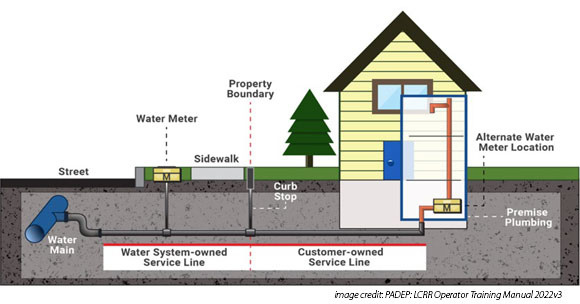 Property
Boundary
Water Meter
Alternate Water
Meter Location
Sidewalk
Street
M
Curb
Stop
M
Premise
Plumbing
Water
Main
Water System-owned
Service Line
Customer-owned
Service Line
image credit: PADEP: LCRR Operator Training Manual 2022v3